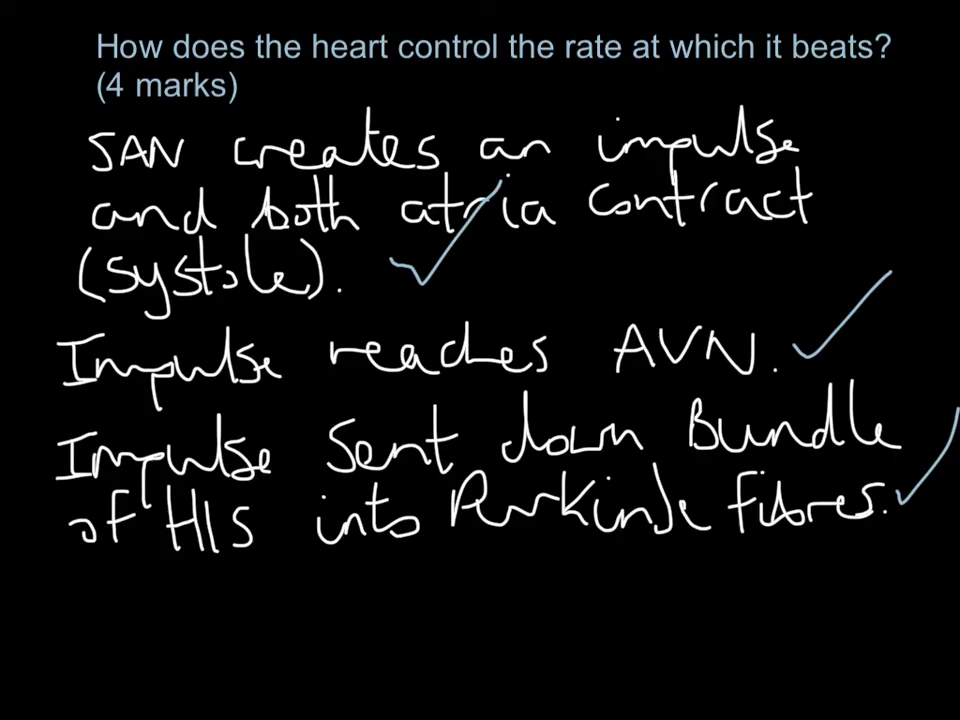 How does the heart control the rate at which it beats?
(4 marks)
SAN creates an impulse
and both atria contract
(systole).
Impulse reaches AVN.
Impulse sent down Bundle
of HIS into Purkinje fibres.